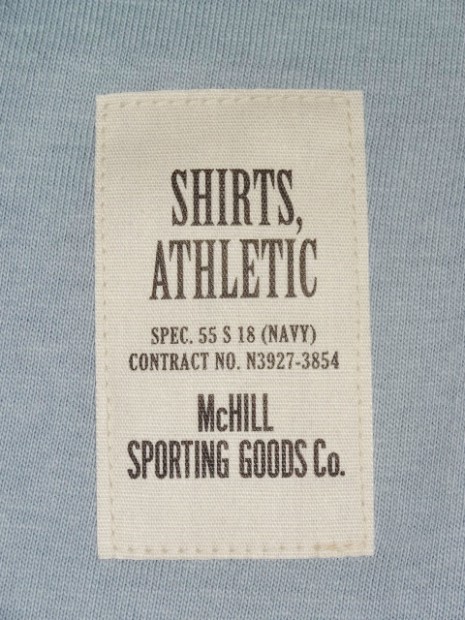 SHIRTS,
ATHLETIC
SPEC. 55 S 18 (NAVY)
CONTRACT NO. N3927-3854
McHILL
SPORTING GOODS Co.